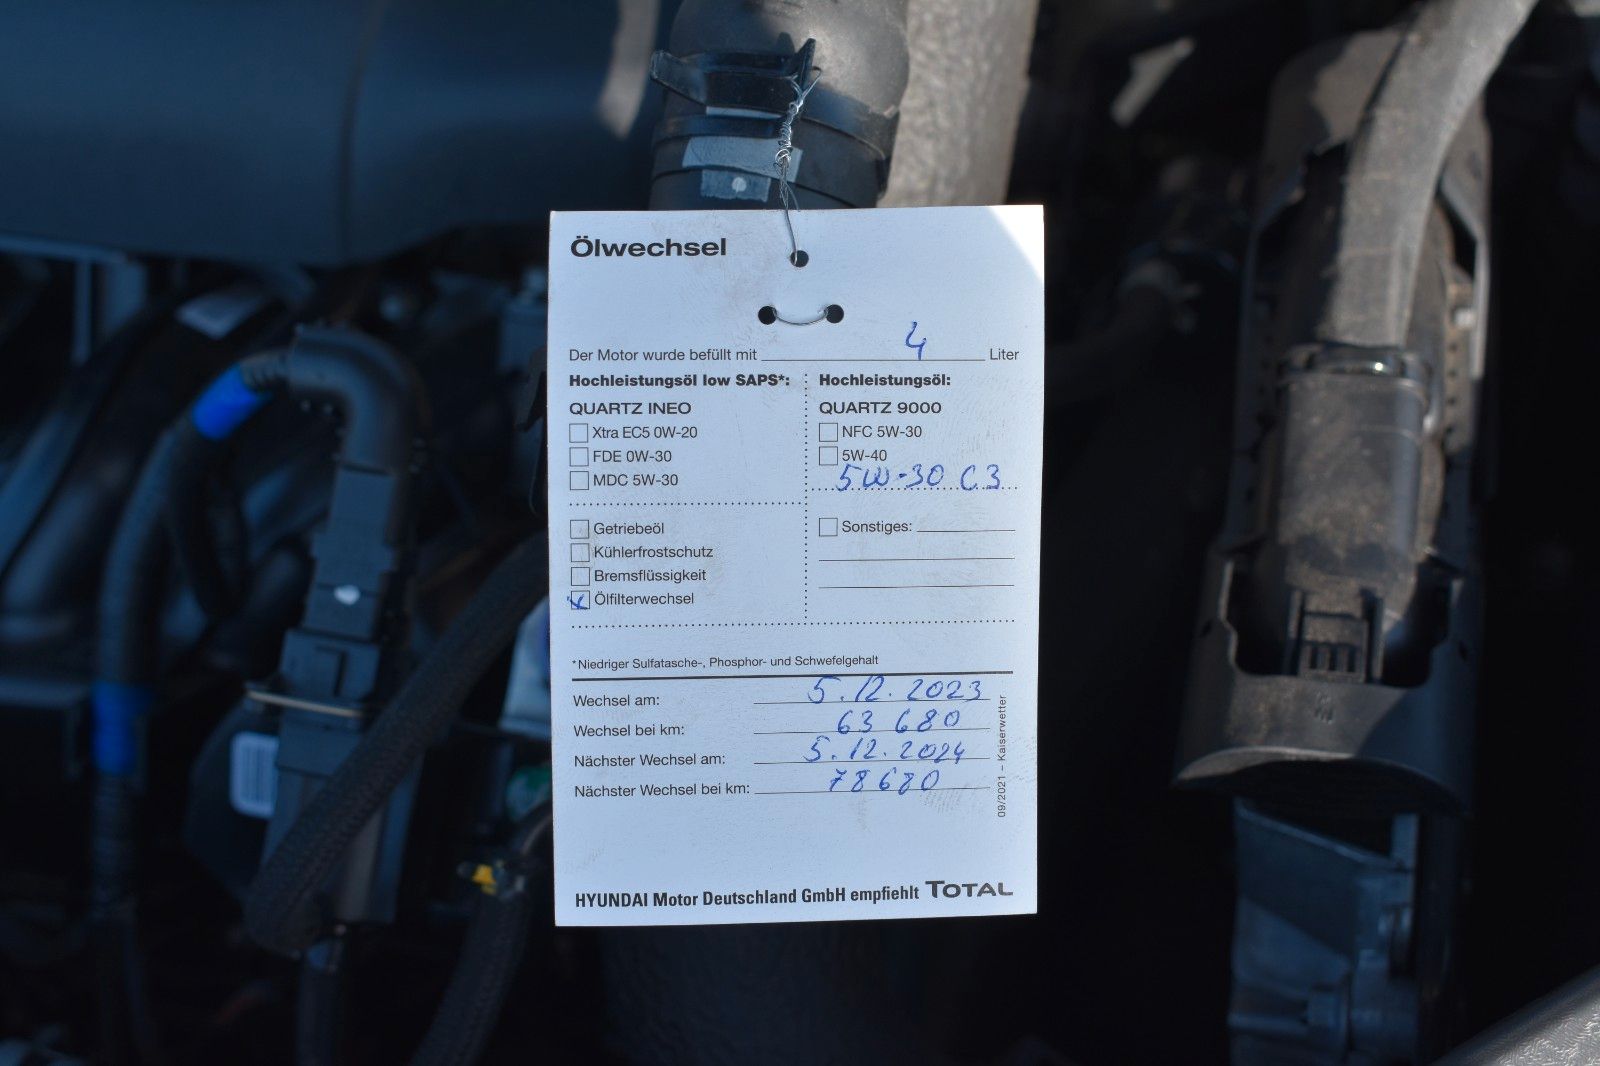 Ölwechsel
Der Motor wurde befüllt mit 4 Liter
Hochleistungsöl low SAPS*:
QUARTZ INEO
Xtra EC5 0W-20
FDE 0W-30
MDC 5W-30
Hochleistungsöl:
QUARTZ 9000
NFC 5W-30
5W-40
5W-30 C3
Getriebeöl
Kühlerfrostschutz
Bremsflüssigkeit
Ölfilterwechsel
Sonstiges:
*Niedriger Sulfatasche-, Phosphor- und Schwefelgehalt
Wechsel am: 5.12.2023
Wechsel bei km: 63 680
Nächster Wechsel am: 5.12.2024
Nächster Wechsel bei km: 78680
09/2021 – Kaiserwetter
HYUNDAI Motor Deutschland GmbH empfiehlt TOTAL